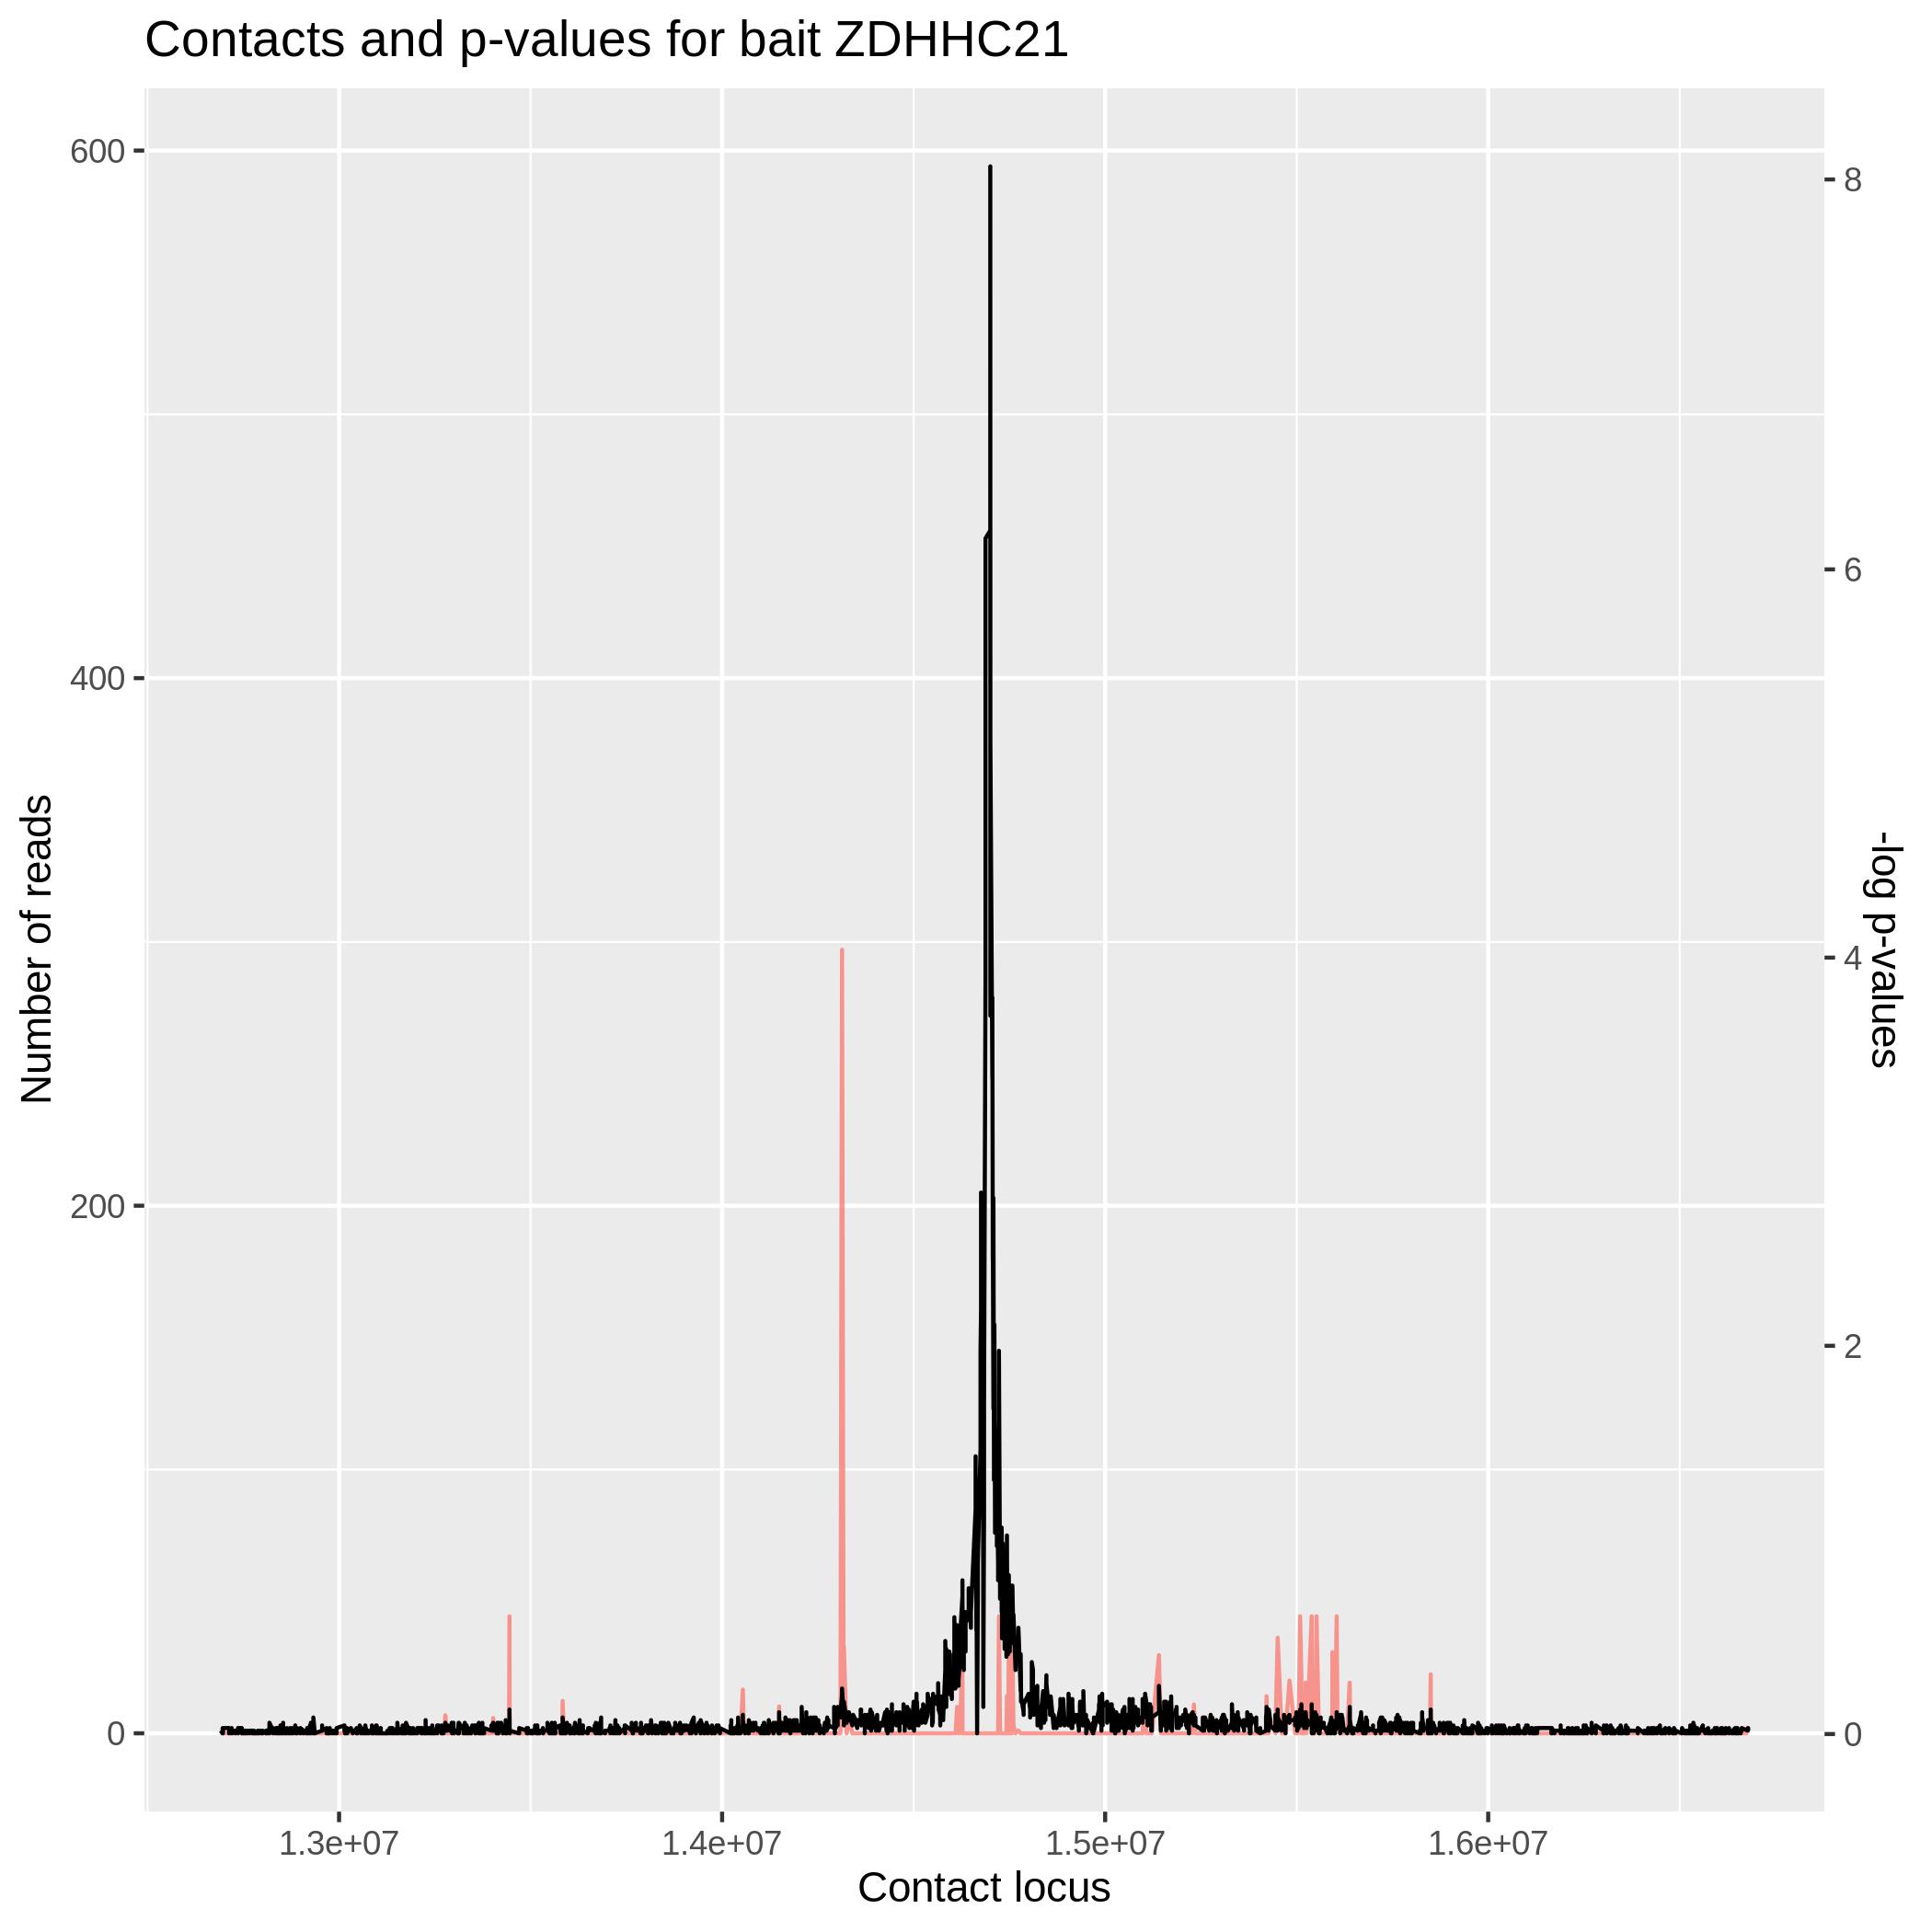 Contacts and p-values for bait ZDHHC21
600
400
200
0
Number of reads
8
6
4
2
0
-log p-values
1.3e+07
1.4e+07
1.5e+07
1.6e+07
Contact locus